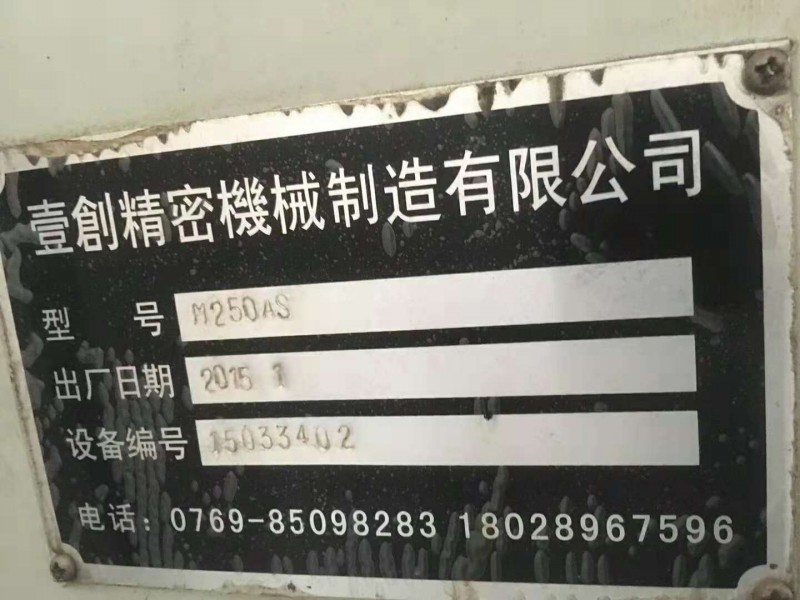 壹創精密機械制造有限公司
型 号 M250AS
出厂日期 2015 1
设备编号 15033402
电话：0769-85098283 18028967596